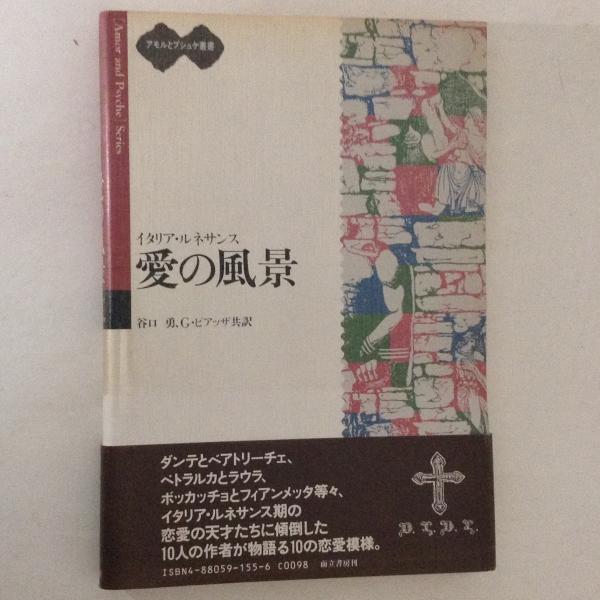 アモルとプシュケ叢書
[Amor and Psyche] Series
イタリア・ルネサンス
愛の風景
谷口 勇、G・ピアッザ共訳
ダンテとベアトリーチェ、
ペトラルカとラウラ、
ボッカッチョとフィアンメッタ等々、
イタリア・ルネサンス期の
恋愛の天才たちに傾倒した
10人の作者が物語る10の恋愛模様。
ISBN4-88059-155-6 C0098 而立書房刊